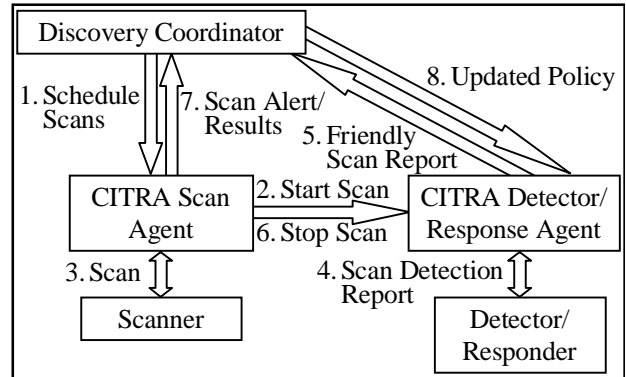 Discovery Coordinator
1. Schedule
Scans
7. Scan Alert/
Results
8. Updated Policy
5. Friendly
Scan Report
CITRA Scan
Agent
2. Start Scan
6. Stop Scan
CITRA Detector/
Response Agent
3. Scan
4. Scan Detection
Report
Scanner
Detector/
Responder